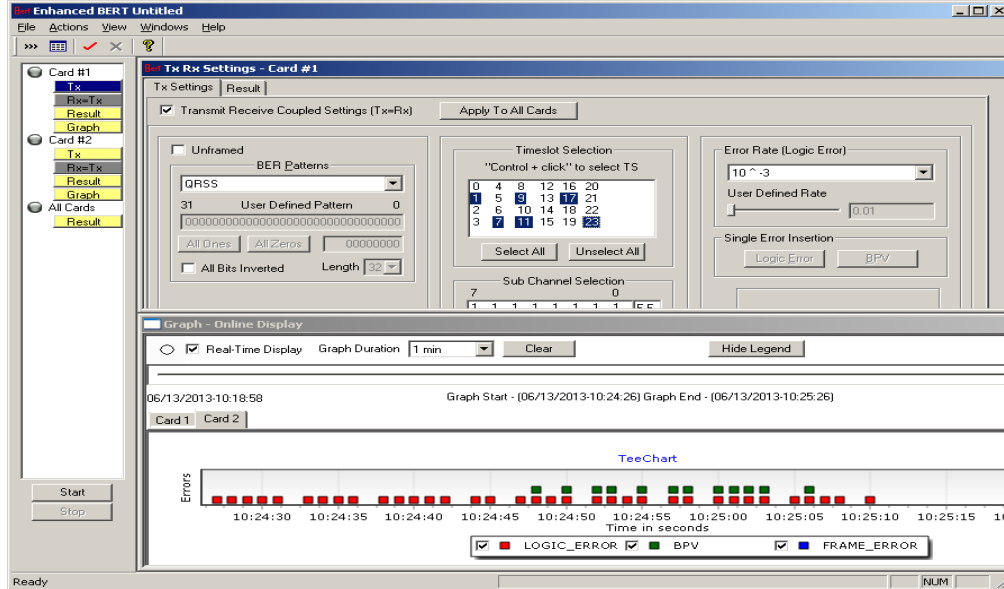 Enhanced BERT Untitled
File Actions View Windows Help
Card #1
Tx
Rx=Tx
Result
Graph
Card #2
Tx
Rx=Tx
Result
Graph
All Cards
Result
Start
Stop
Tx Rx Settings - Card #1
Tx Settings Result
Transmit Receive Coupled Settings (Tx=Rx) Apply To All Cards
Unframed
BER Patterns
QRSS
31 User Defined Pattern 0
00000000000000000000000000000000
All Ones All Zeros 00000000
All Bits Inverted Length 32
Timeslot Selection
"Control + click" to select TS
0 4 8 12 16 20
1 5 9 13 17 21
2 6 10 14 18 22
3 7 11 15 19 23
Select All Unselect All
Sub Channel Selection
7 0
1 1 1 1 1 1 1 1 FF
Error Rate (Logic Error)
10 ^ -3
User Defined Rate
0.01
Single Error Insertion
Logic Error BPV
Graph - Online Display
Real-Time Display Graph Duration 1 min Clear Hide Legend
06/13/2013-10:18:58 Graph Start - (06/13/2013-10:24:26) Graph End - (06/13/2013-10:25:26)
Card 1 Card 2
TeeChart
Errors
10:24:30 10:24:35 10:24:40 10:24:45 10:24:50 10:24:55 10:25:00 10:25:05 10:25:10 10:25:15
Time in seconds
LOGIC_ERROR BPV FRAME_ERROR
Ready NUM